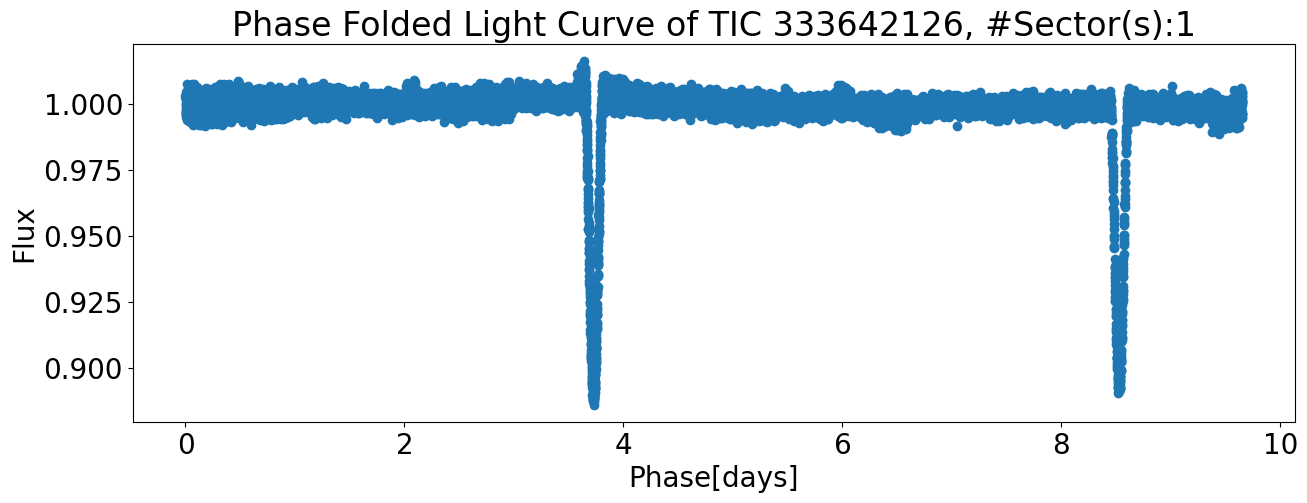 Phase Folded Light Curve of TIC 333642126, #Sector(s):1
Flux
1.000
0.975
0.950
0.925
0.900
0 2 4 6 8 10
Phase[days]